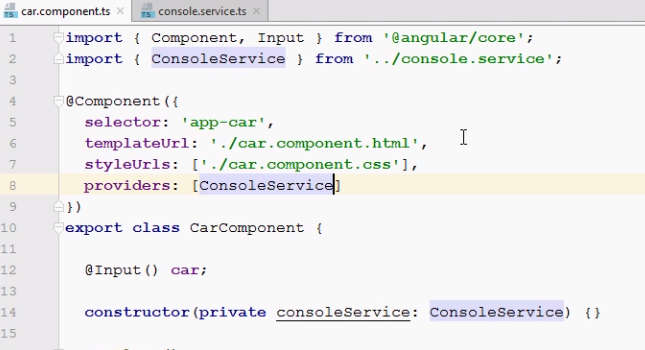 car.component.ts × console.service.ts ×
1 import { Component, Input } from '@angular/core';
2 import { ConsoleService } from '../console.service';
3
4 @Component({
5 selector: 'app-car',
6 templateUrl: './car.component.html',
7 styleUrls: ['./car.component.css'],
8 providers: [ConsoleService]
9 })
10 export class CarComponent {
11
12 @Input() car;
13
14 constructor(private consoleService: ConsoleService) {}
15